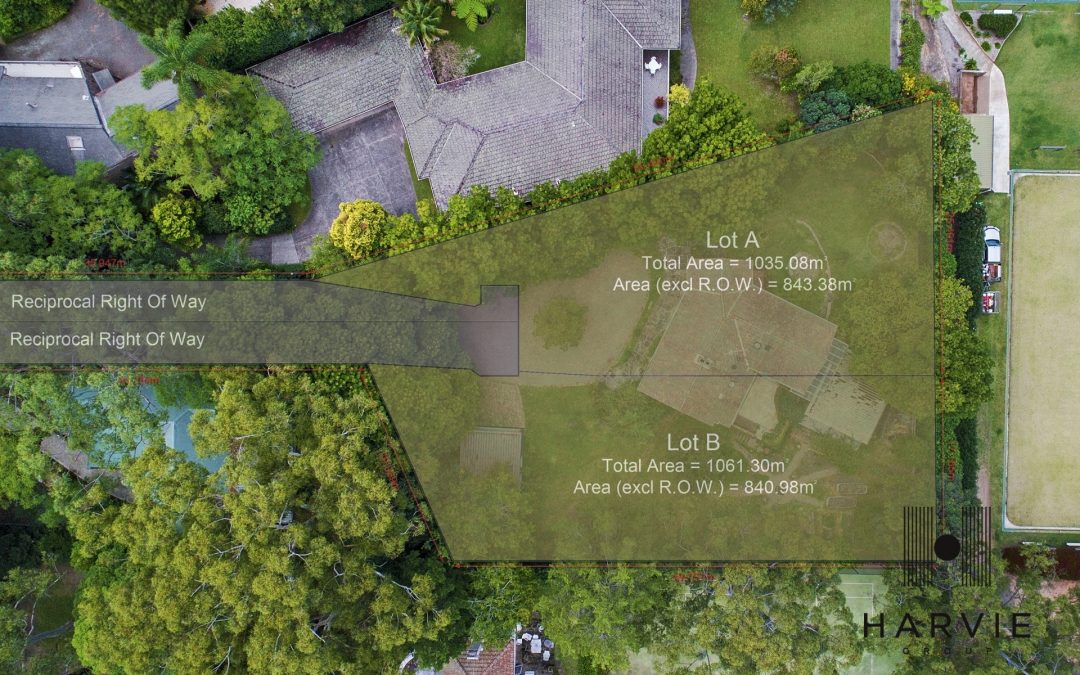 Lot A
Total Area = 1035.08m
Area (excl R.O.W.) = 843.38m
Reciprocal Right Of Way
Reciprocal Right Of Way
Lot B
Total Area = 1061.30m
Area (excl R.O.W.) = 840.98m
HARVIE
GROUP